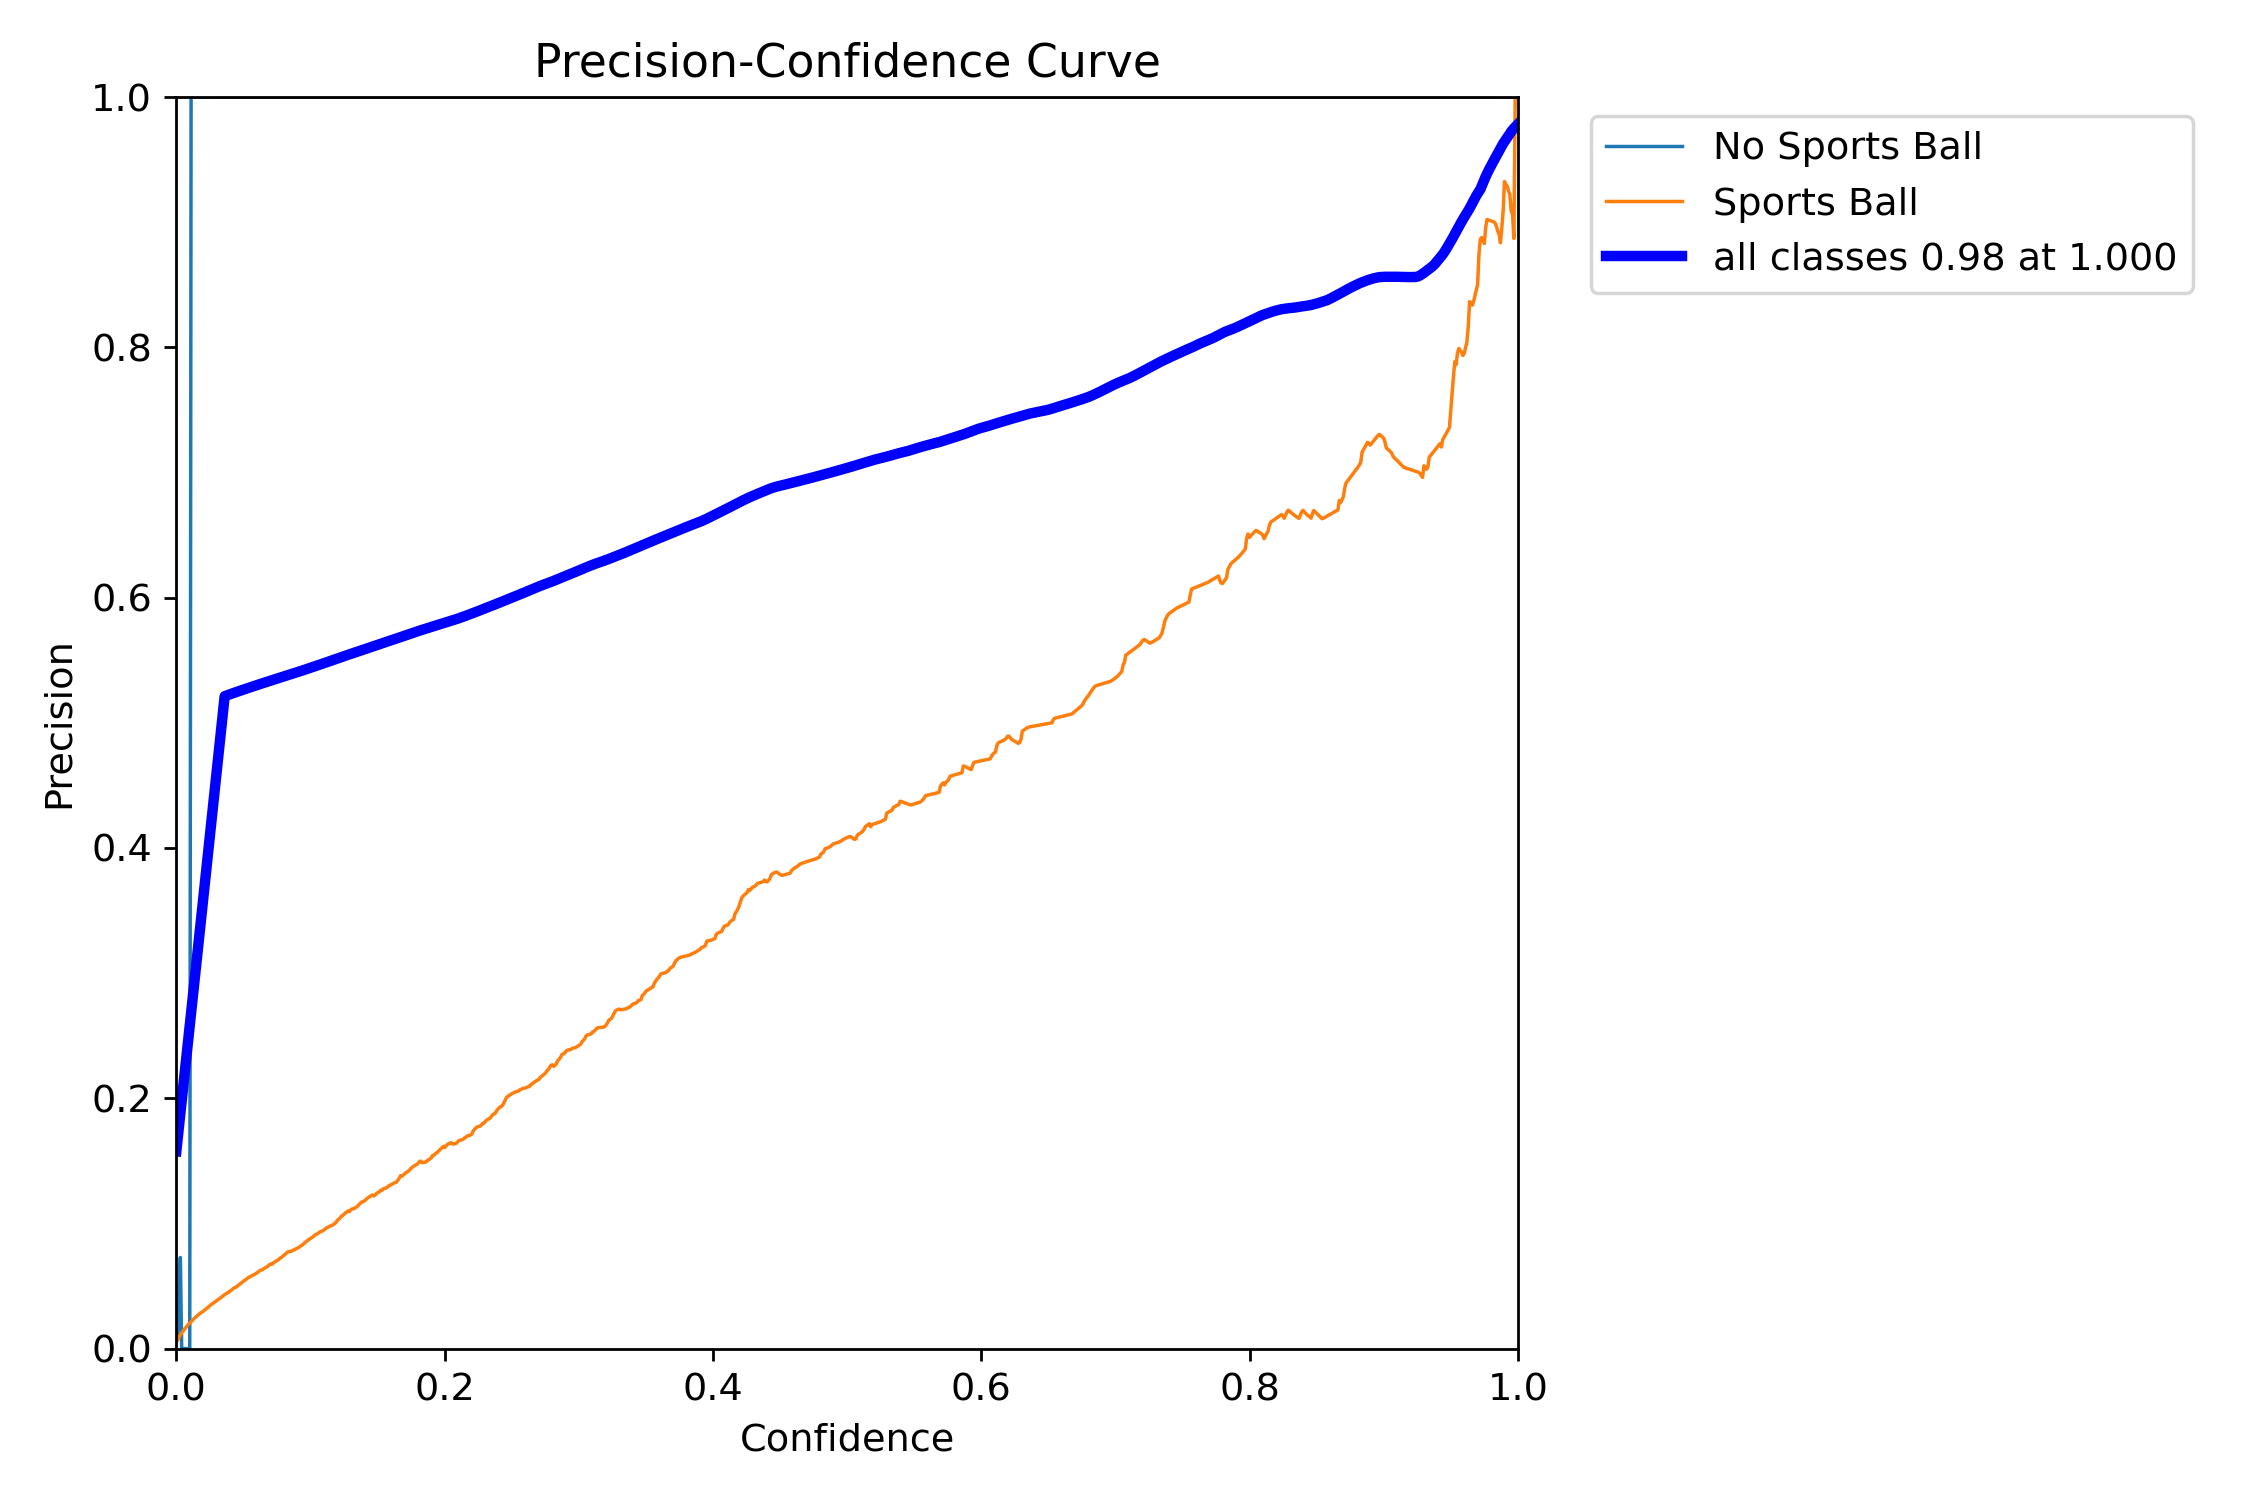 Precision-Confidence Curve
1.0
0.8
0.6
0.4
0.2
0.0
Precision
0.0 0.2 0.4 0.6 0.8 1.0
Confidence
No Sports Ball
Sports Ball
all classes 0.98 at 1.000